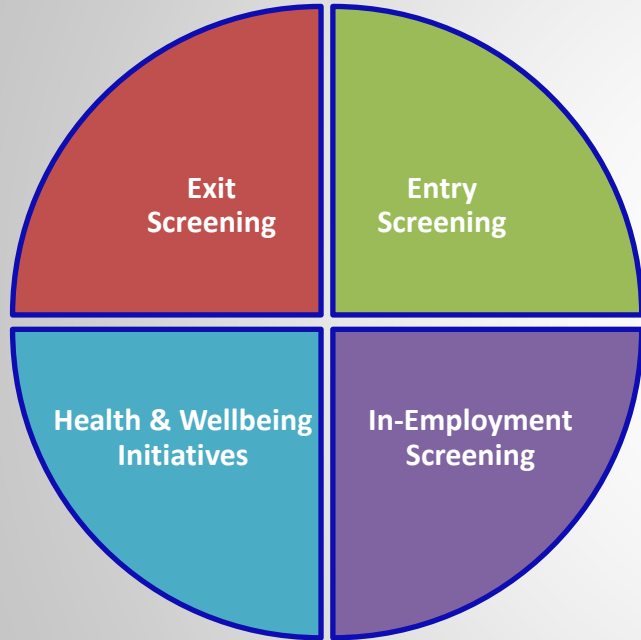 Exit
Screening
Entry
Screening
Health & Wellbeing
Initiatives
In-Employment
Screening